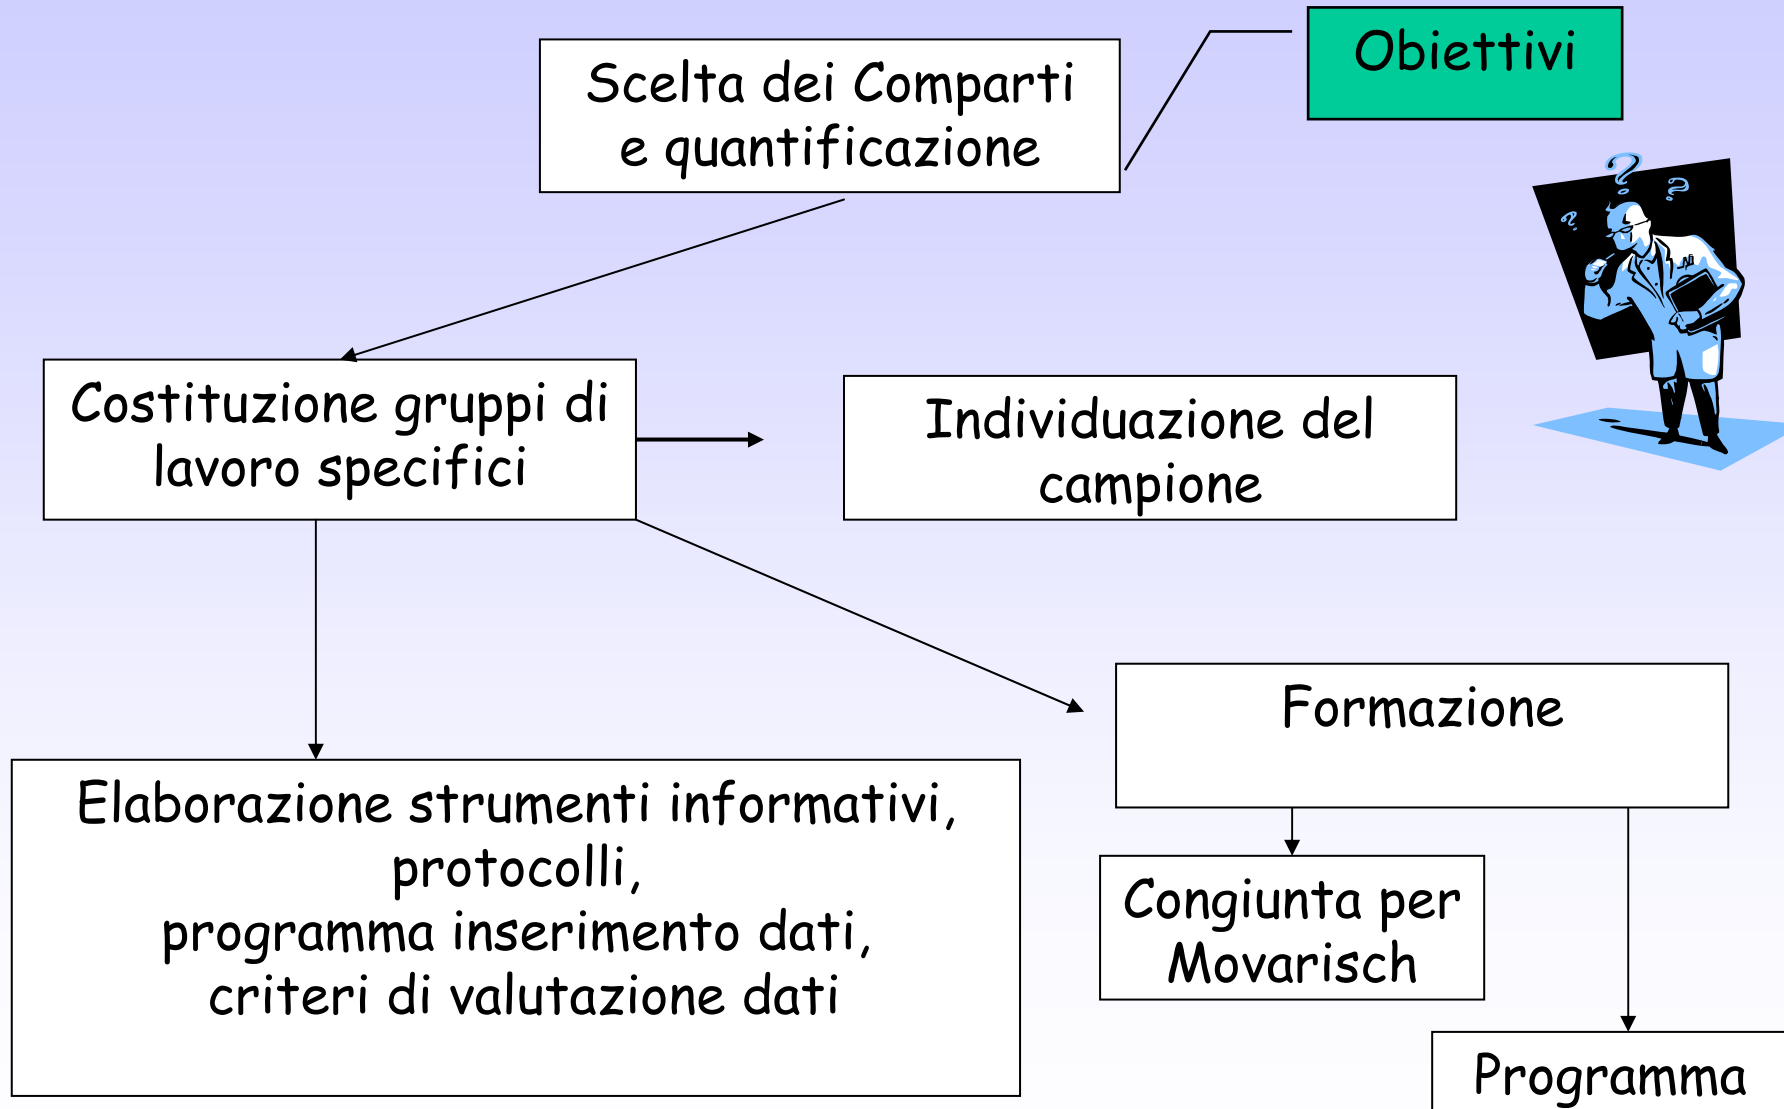 Obiettivi
Scelta dei Comparti
e quantificazione
? ? ?
Costituzione gruppi di
lavoro specifici
Individuazione del
campione
Formazione
Elaborazione strumenti informativi,
protocolli,
programma inserimento dati,
criteri di valutazione dati
Congiunta per
Movarisch
Programma